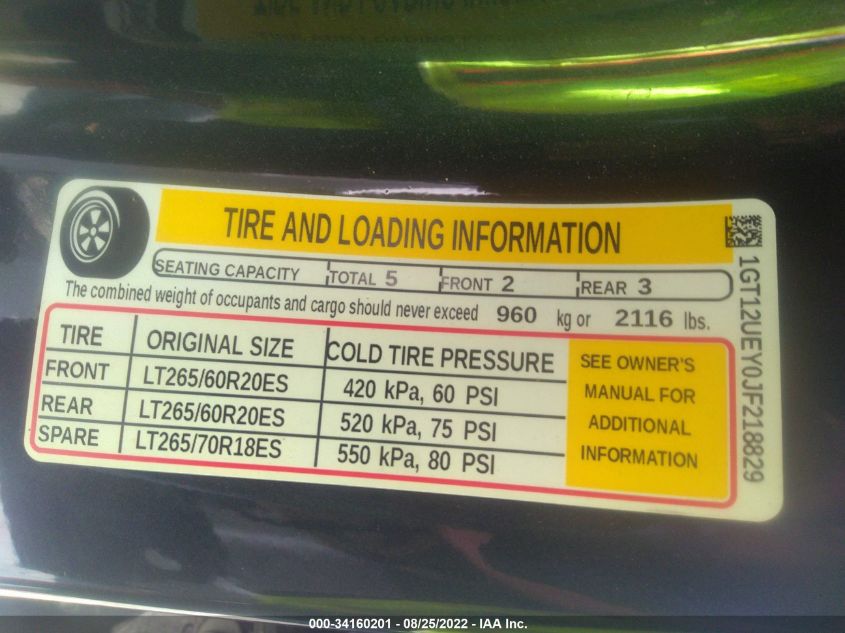 TIRE AND LOADING INFORMATION
SEATING CAPACITY TOTAL 5 FRONT 2 REAR 3
The combined weight of occupants and cargo should never exceed 960 kg or 2116 lbs.
TIRE ORIGINAL SIZE COLD TIRE PRESSURE
FRONT LT265/60R20ES 420 kPa, 60 PSI
REAR LT265/60R20ES 520 kPa, 75 PSI
SPARE LT265/70R18ES 550 kPa, 80 PSI
SEE OWNER'S
MANUAL FOR
ADDITIONAL
INFORMATION
1GT12UEY0JF218829
000-34160201 - 08/25/2022 - IAA Inc.